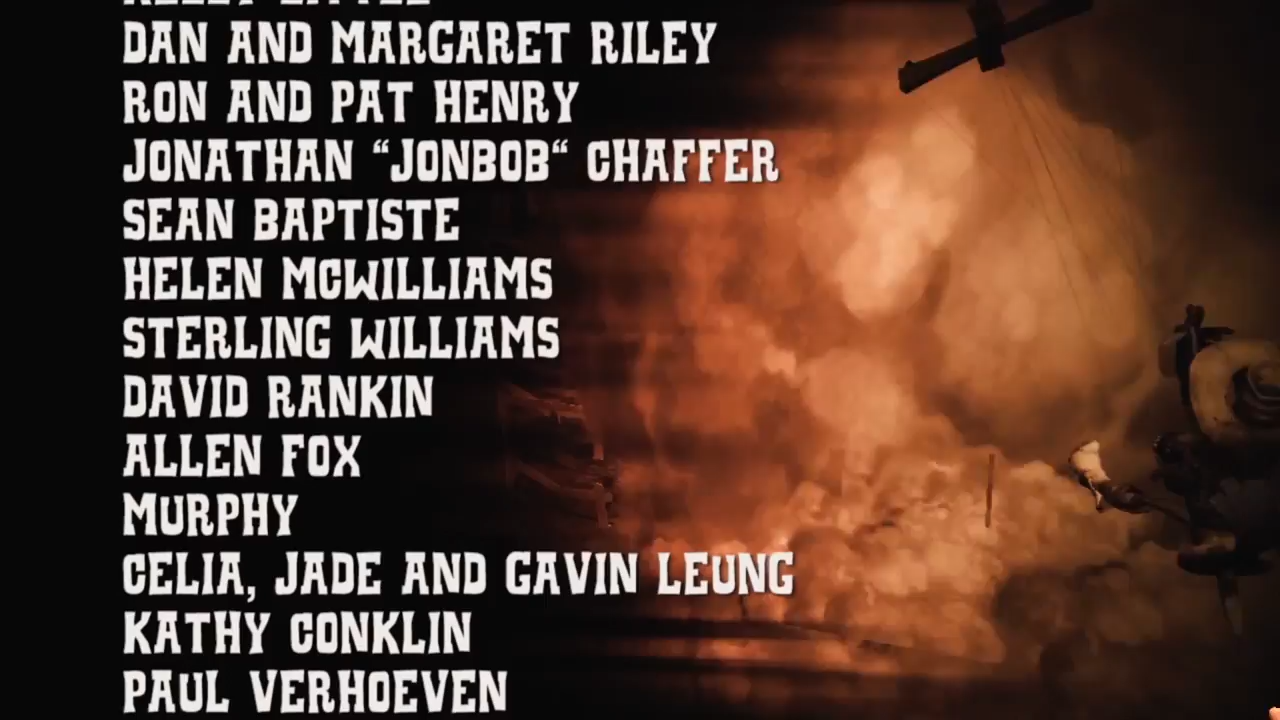 DAN AND MARGARET RILEY
RON AND PAT HENRY
JONATHAN “JONBOB“ CHAFFER
SEAN BAPTISTE
HELEN MCWILLIAMS
STERLING WILLIAMS
DAVID RANKIN
ALLEN FOX
MURPHY
CELIA, JADE AND GAVIN LEUNG
KATHY CONKLIN
PAUL VERHOEVEN